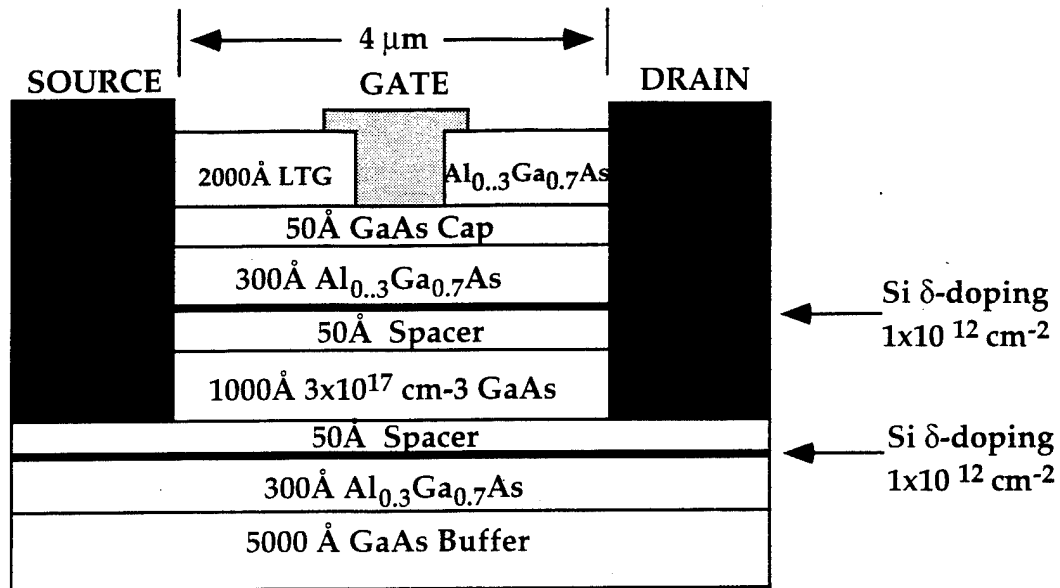 4 μm
SOURCE GATE DRAIN
2000Å LTG Al0..3Ga0.7As
50Å GaAs Cap
300Å Al0..3Ga0.7As
Si δ-doping
1x10 12 cm-2
50Å Spacer
1000Å 3x10^17 cm-3 GaAs
50Å Spacer
Si δ-doping
1x10 12 cm-2
300Å Al0.3Ga0.7As
5000 Å GaAs Buffer